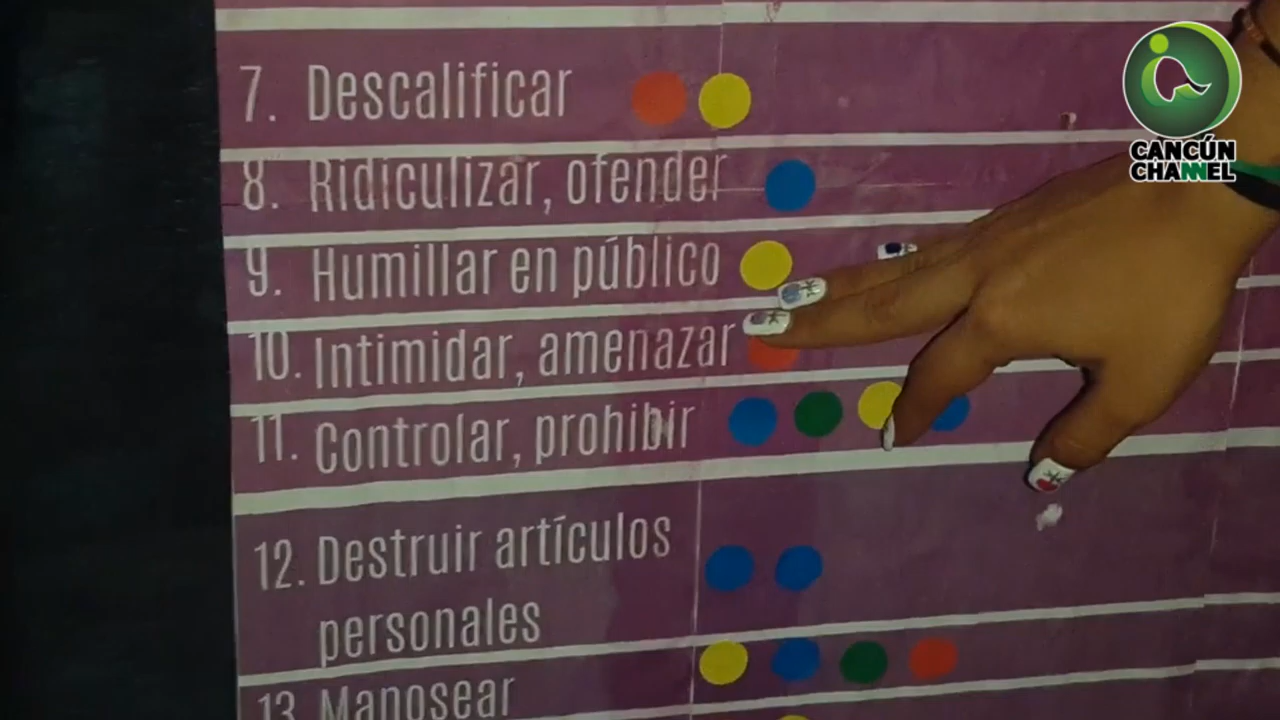 7. Descalificar
8. Ridiculizar, ofender
9. Humillar en público
10. Intimidar, amenazar
11. Controlar, prohibir
12. Destruir artículos
personales
13. Manosear
CANCÚN
CHANNEL